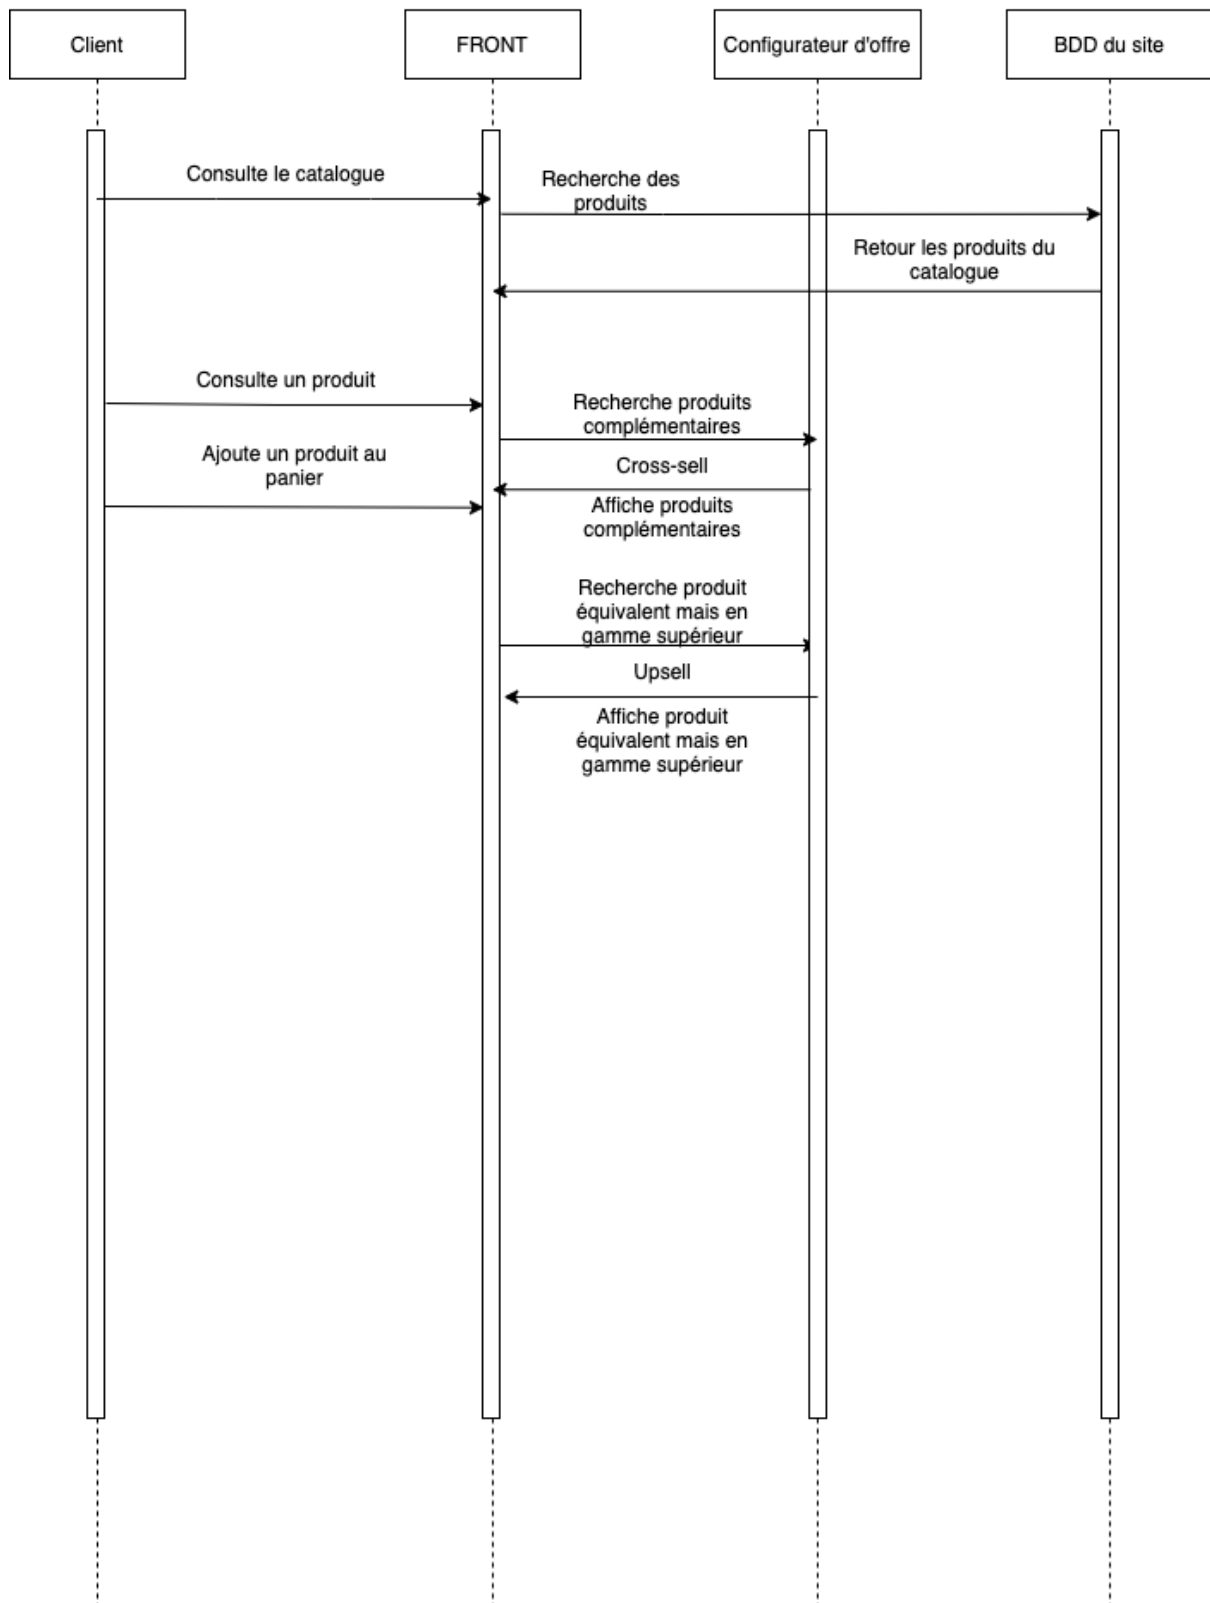 Client
FRONT
Configurateur d'offre
BDD du site
Consulte le catalogue
Recherche des
produits
Retour les produits du
catalogue
Consulte un produit
Recherche produits
complémentaires
Ajoute un produit au
panier
Cross-sell
Affiche produits
complémentaires
Recherche produit
équivalent mais en
gamme supérieur
Upsell
Affiche produit
équivalent mais en
gamme supérieur